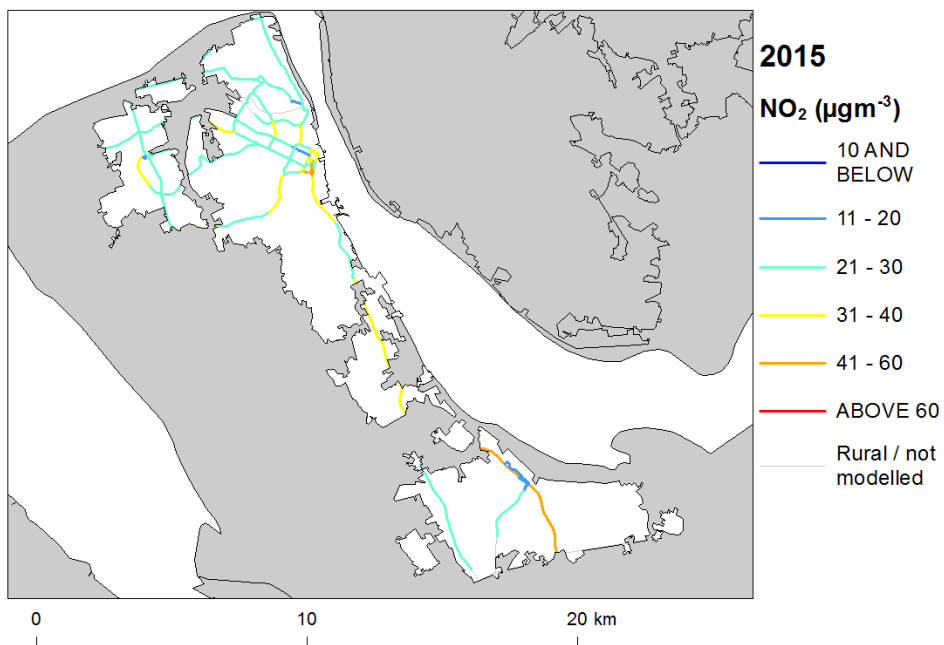 2015
NO₂ (µgm⁻³)
10 AND
BELOW
11 - 20
21 - 30
31 - 40
41 - 60
ABOVE 60
Rural / not
modelled
0 10 20 km